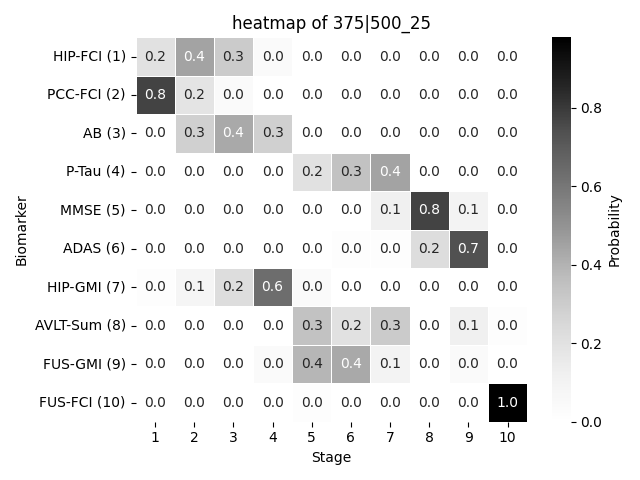 heatmap of 375|500_25
HIP-FCI (1) 0.2 0.4 0.3 0.0 0.0 0.0 0.0 0.0 0.0 0.0
PCC-FCI (2) 0.8 0.2 0.0 0.0 0.0 0.0 0.0 0.0 0.0 0.0
AB (3) 0.0 0.3 0.4 0.3 0.0 0.0 0.0 0.0 0.0 0.0
P-Tau (4) 0.0 0.0 0.0 0.0 0.2 0.3 0.4 0.0 0.0 0.0
MMSE (5) 0.0 0.0 0.0 0.0 0.0 0.0 0.1 0.8 0.1 0.0
ADAS (6) 0.0 0.0 0.0 0.0 0.0 0.0 0.0 0.2 0.7 0.0
HIP-GMI (7) 0.0 0.1 0.2 0.6 0.0 0.0 0.0 0.0 0.0 0.0
AVLT-Sum (8) 0.0 0.0 0.0 0.0 0.3 0.2 0.3 0.0 0.1 0.0
FUS-GMI (9) 0.0 0.0 0.0 0.0 0.4 0.4 0.1 0.0 0.0 0.0
FUS-FCI (10) 0.0 0.0 0.0 0.0 0.0 0.0 0.0 0.0 0.0 1.0
1 2 3 4 5 6 7 8 9 10
Stage
Biomarker
0.8
0.6
0.4
0.2
0.0
Probability